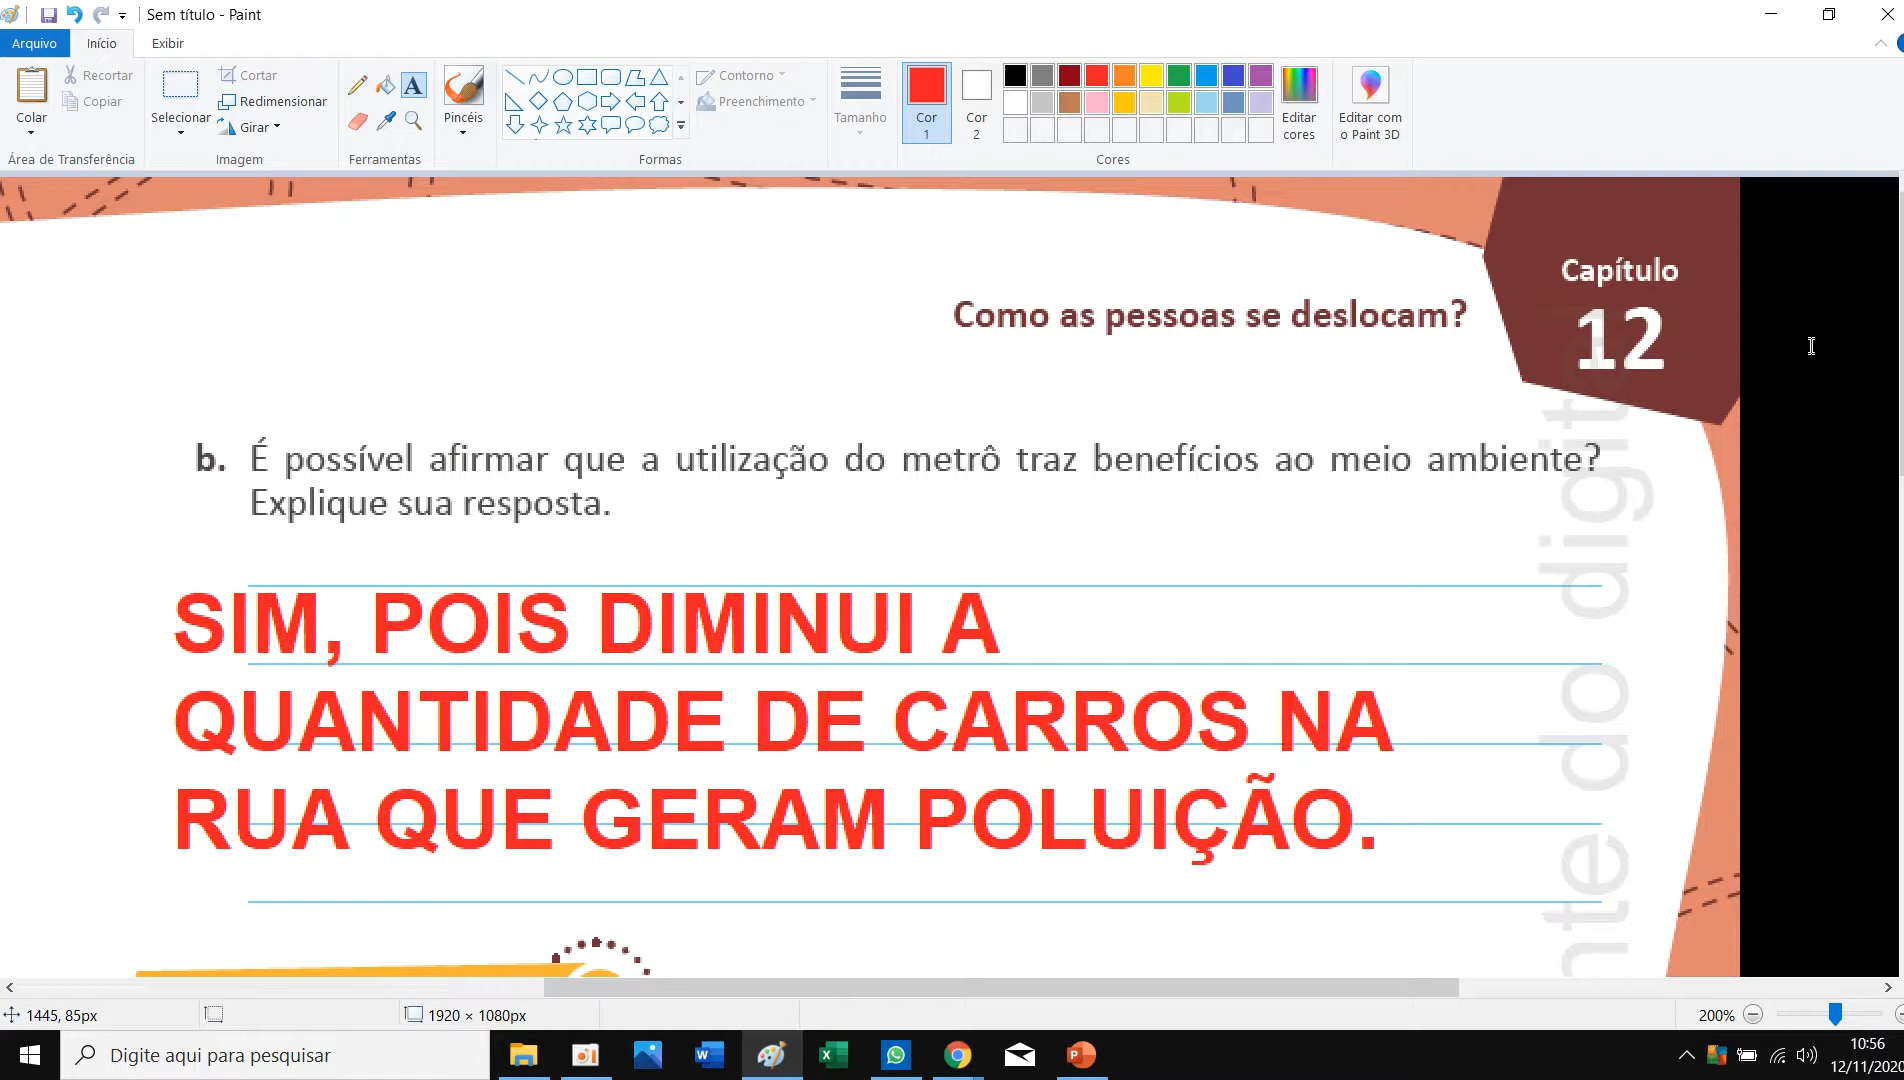 Sem título - Paint
Arquivo Início Exibir
Colar
Recortar
Copiar
Área de Transferência
Selecionar
Cortar
Redimensionar
Girar
Imagem
A
Ferramentas
Pincéis
Contorno
Preenchimento
Formas
Tamanho
Cor 1
Cor 2
Editar cores
Editar com o Paint 3D
Cores
Capítulo
12
Como as pessoas se deslocam?
b. É possível afirmar que a utilização do metrô traz benefícios ao meio ambiente?
Explique sua resposta.
SIM, POIS DIMINUI A
QUANTIDADE DE CARROS NA
RUA QUE GERAM POLUIÇÃO.
do digital
1445, 85px
1920 × 1080px
200%
Digite aqui para pesquisar
10:56
12/11/2020